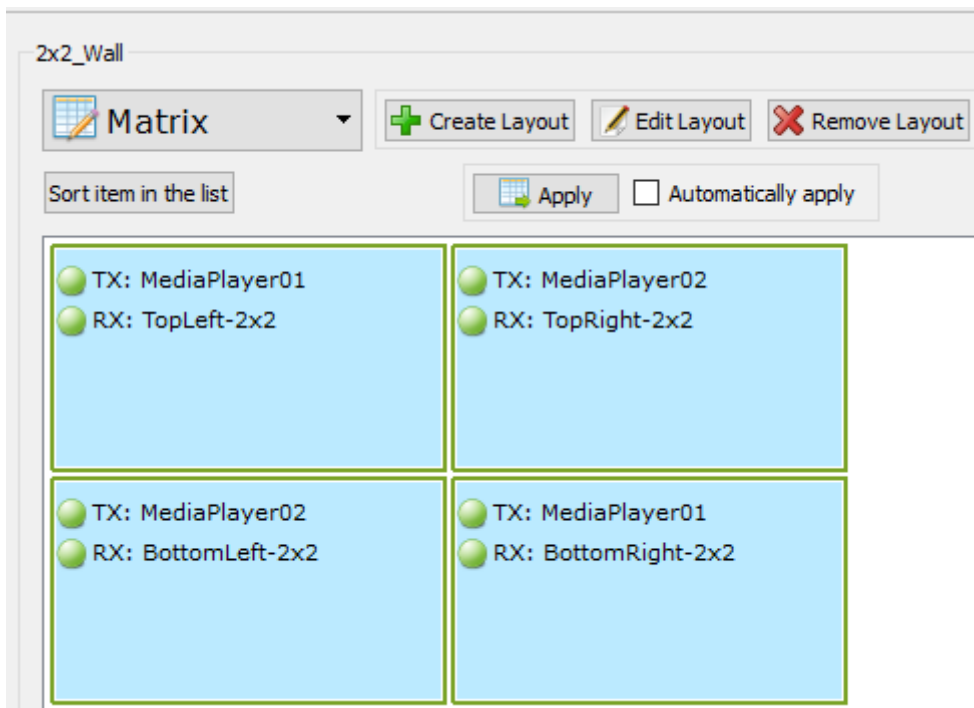 2x2_Wall
Matrix
Create Layout
Edit Layout
Remove Layout
Sort item in the list
Apply
Automatically apply
TX: MediaPlayer01
RX: TopLeft-2x2
TX: MediaPlayer02
RX: TopRight-2x2
TX: MediaPlayer02
RX: BottomLeft-2x2
TX: MediaPlayer01
RX: BottomRight-2x2